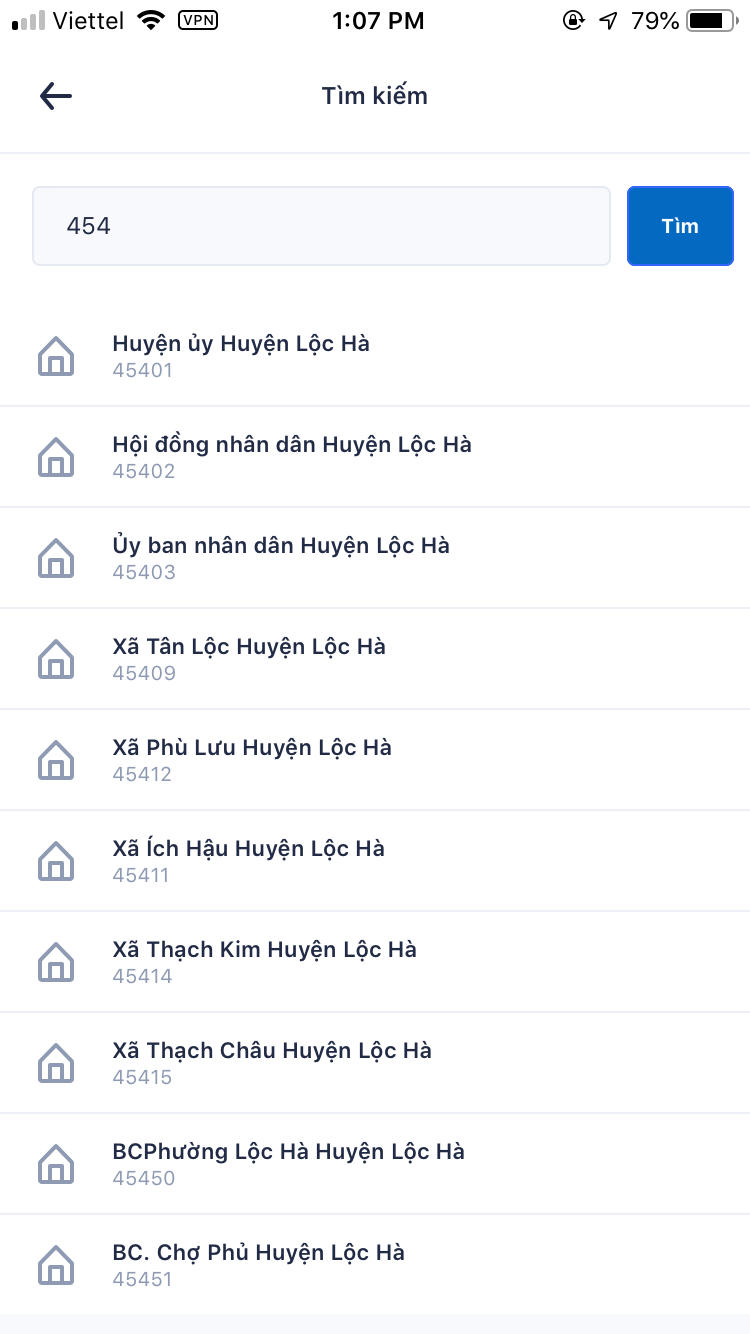 Viettel VPN 1:07 PM 79%
Tìm kiếm
454 Tìm
Huyện ủy Huyện Lộc Hà
45401
Hội đồng nhân dân Huyện Lộc Hà
45402
Ủy ban nhân dân Huyện Lộc Hà
45403
Xã Tân Lộc Huyện Lộc Hà
45409
Xã Phù Lưu Huyện Lộc Hà
45412
Xã Ích Hậu Huyện Lộc Hà
45411
Xã Thạch Kim Huyện Lộc Hà
45414
Xã Thạch Châu Huyện Lộc Hà
45415
BCPhường Lộc Hà Huyện Lộc Hà
45450
BC. Chợ Phủ Huyện Lộc Hà
45451